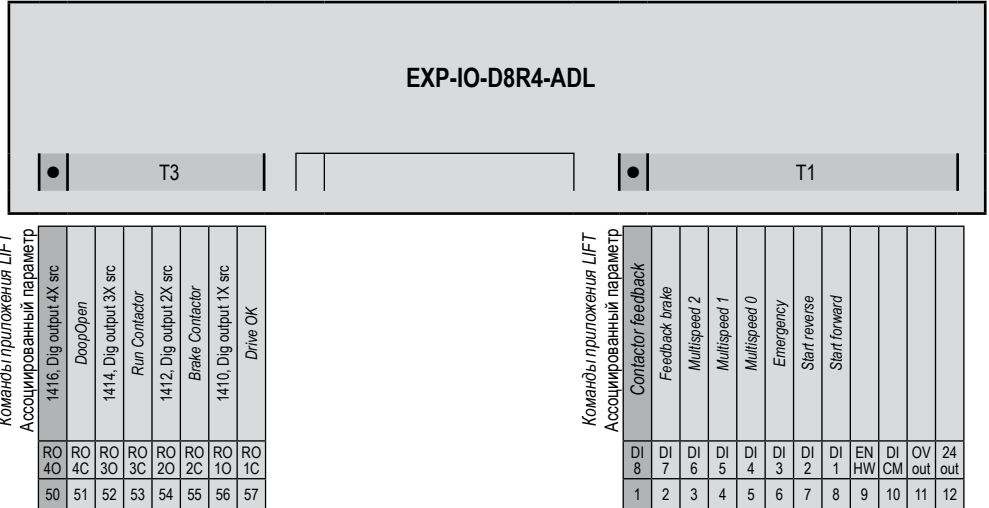 EXP-IO-D8R4-ADL
T3
T1
Команды приложения LIFT
Ассоциированный параметр
1416, Dig output 4X src
DoopOpen
1414, Dig output 3X src
Run Contactor
1412, Dig output 2X src
Brake Contactor
1410, Dig output 1X src
Drive OK
RO 4O RO 4C RO 3O RO 3C RO 2O RO 2C RO 1O RO 1C
50 51 52 53 54 55 56 57
Команды приложения LIFT
Ассоциированный параметр
Contactor feedback
Feedback brake
Multispeed 2
Multispeed 1
Multispeed 0
Emergency
Start reverse
Start forward
DI 8 DI 7 DI 6 DI 5 DI 4 DI 3 DI 2 DI 1 EN HW DI CM OV out 24 out
1 2 3 4 5 6 7 8 9 10 11 12